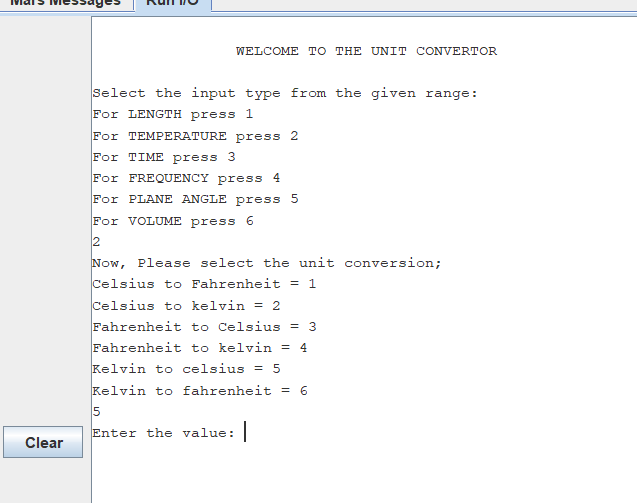 Mars Messages Run I/O
WELCOME TO THE UNIT CONVERTOR
Select the input type from the given range:
For LENGTH press 1
For TEMPERATURE press 2
For TIME press 3
For FREQUENCY press 4
For PLANE ANGLE press 5
For VOLUME press 6
2
Now, Please select the unit conversion;
Celsius to Fahrenheit = 1
Celsius to kelvin = 2
Fahrenheit to Celsius = 3
Fahrenheit to kelvin = 4
Kelvin to celsius = 5
Kelvin to fahrenheit = 6
5
Enter the value:
Clear